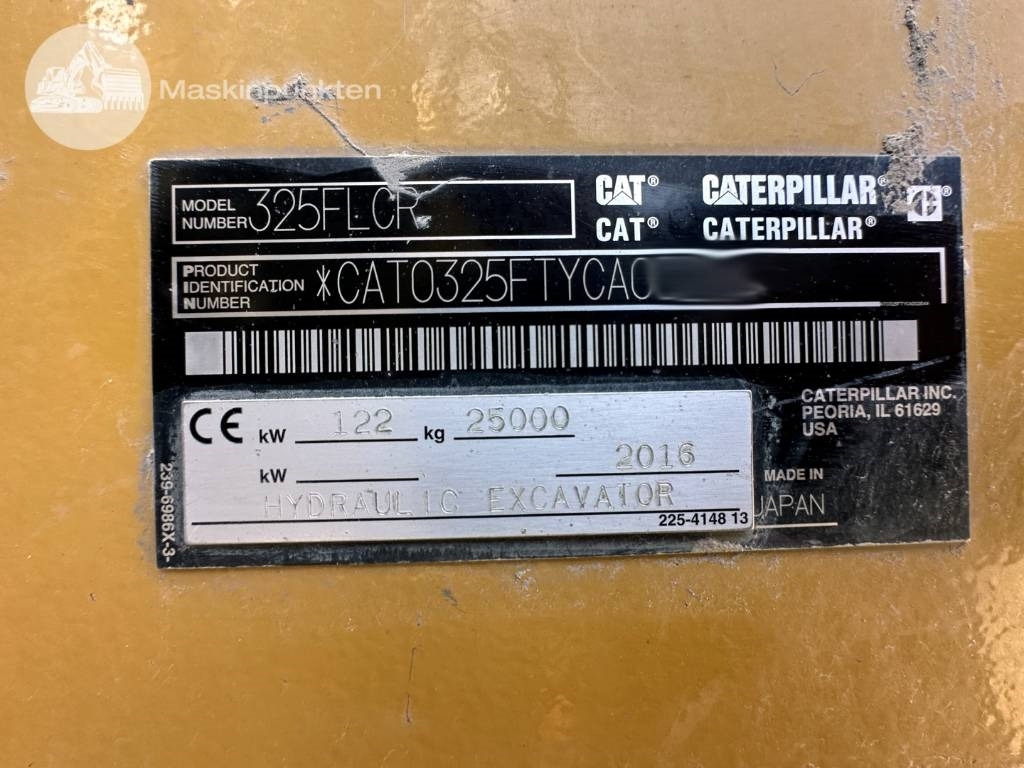 Maskinpunkten
MODEL NUMBER 325FLCR
CAT® CATERPILLAR® ®
CAT® CATERPILLAR®
PRODUCT IDENTIFICATION NUMBER *CAT0325FTYCA0
CE kW 122 kg 25000
kW 2016
HYDRAULIC EXCAVATOR
225-4148 13
239-6986X-3-
CATERPILLAR INC.
PEORIA, IL 61629
USA
MADE IN
JAPAN